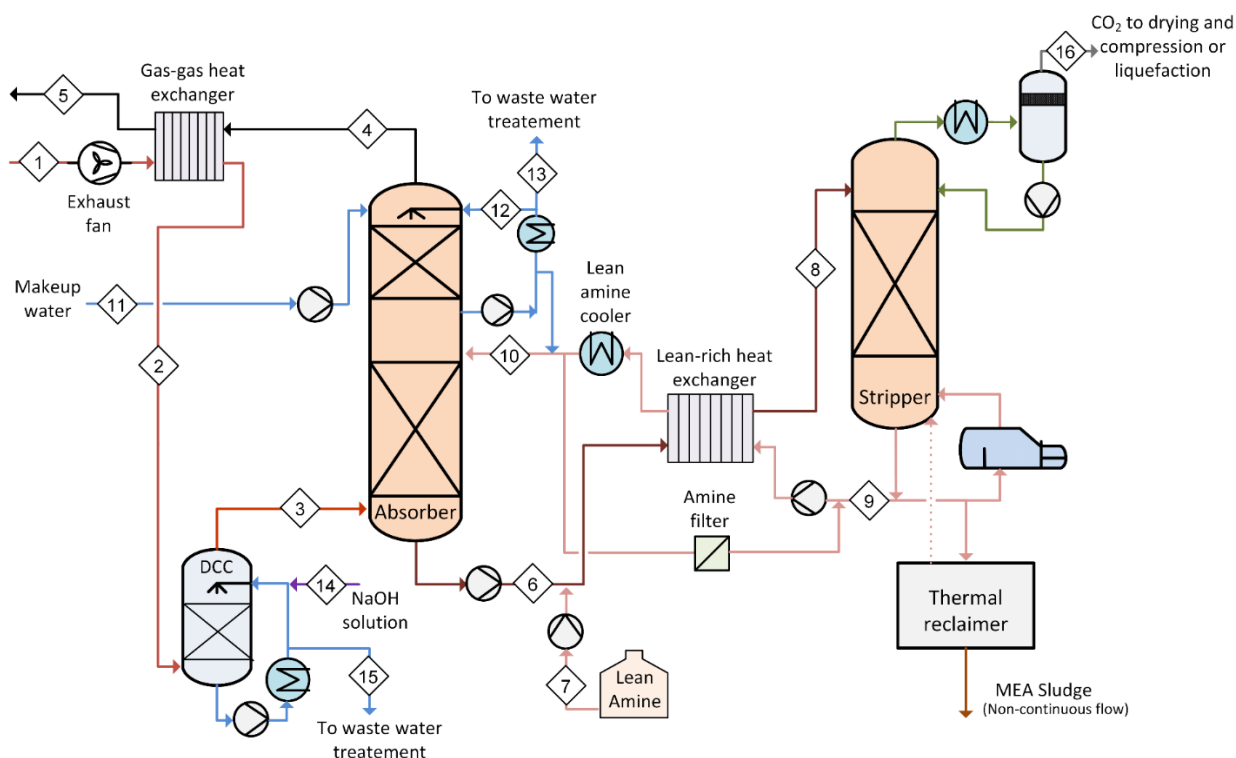 CO₂ to drying and
compression or
liquefaction
16
Gas-gas heat
exchanger
5
4
To waste water
treatement
13
1
Exhaust
fan
12
Makeup
water
11
Lean
amine
cooler
8
2
10
Lean-rich heat
exchanger
Stripper
3
Absorber
Amine
filter
9
DCC
14
NaOH
solution
6
Thermal
reclaimer
15
7
Lean
Amine
To waste water
treatement
MEA Sludge
(Non-continuous flow)